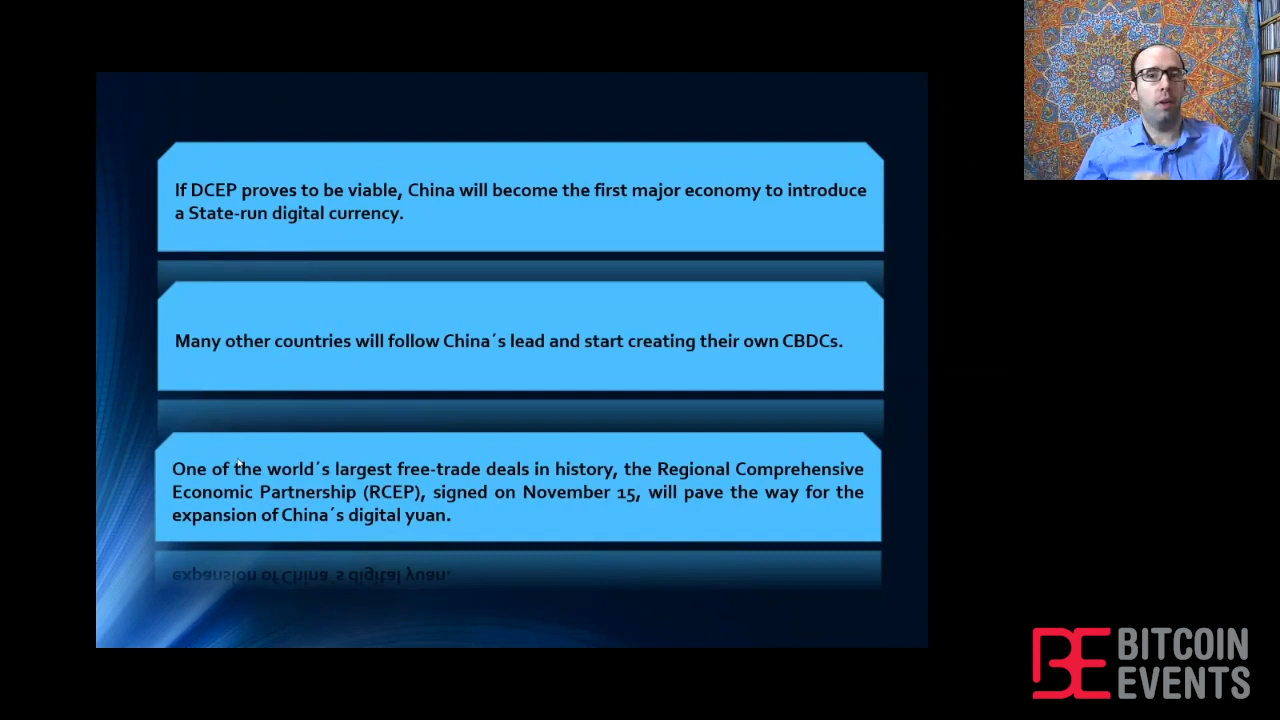 If DCEP proves to be viable, China will become the first major economy to introduce
a State-run digital currency.
Many other countries will follow China´s lead and start creating their own CBDCs.
One of the world´s largest free-trade deals in history, the Regional Comprehensive
Economic Partnership (RCEP), signed on November 15, will pave the way for the
expansion of China´s digital yuan.
BE BITCOIN
EVENTS